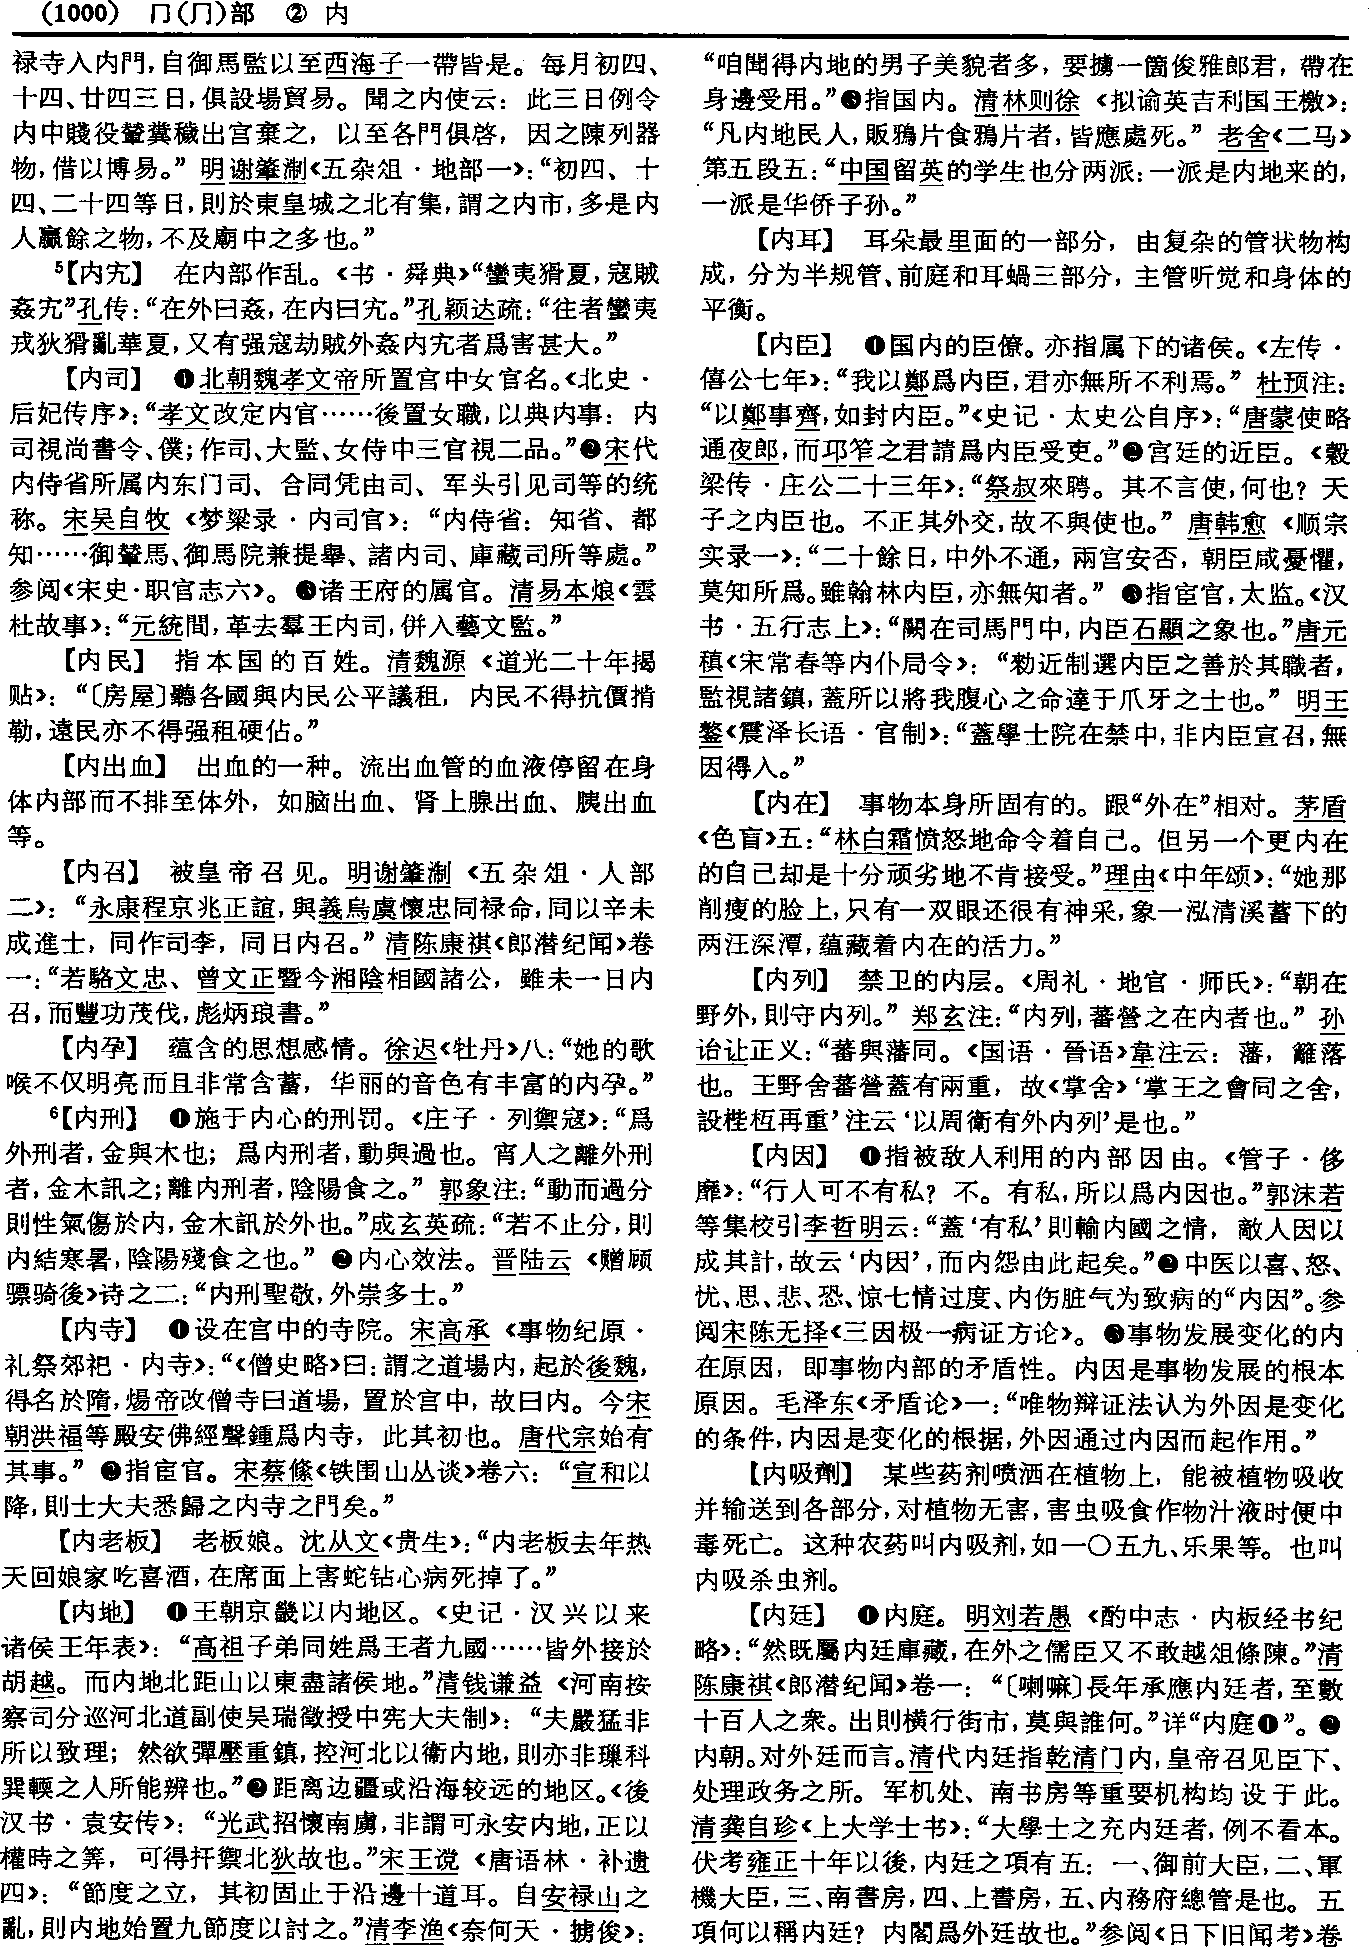 (1000) 冂(⺆)部 ② 内
禄寺入内門，自御馬監以至西海子一帶皆是。每月初四、
十四、廿四三日，俱設場貿易。聞之内使云：此三日例令
内中賤役輦糞穢出宫棄之，以至各門俱啓，因之陳列器
物，借以博易。”明谢肇淛《五杂俎·地部一》：“初四、十
四、二十四等日，則於東皇城之北有集，謂之内市，多是内
人贏餘之物，不及廟中之多也。”
⁵【内宄】 在内部作乱。《书·舜典》“蠻夷猾夏，寇賊
姦宄”孔传：“在外曰姦，在内曰宄。”孔颖达疏：“往者蠻夷
戎狄猾亂華夏，又有强寇劫賊外姦内宄者爲害甚大。”
【内司】 ❶北朝魏孝文帝所置宫中女官名。《北史·
后妃传序》：“孝文改定内官……後置女職，以典内事：内
司視尚書令、僕；作司、大監、女侍中三官視二品。”❷宋代
内侍省所属内东门司、合同凭由司、军头引见司等的统
称。宋吴自牧《梦粱录·内司官》：“内侍省：知省、都
知……御輦馬、御馬院兼提舉、諸内司、庫藏司所等處。”
参阅《宋史·职官志六》。❸诸王府的属官。清易本烺《雲
杜故事》：“元統間，革去羣王内司，併入藝文監。”
【内民】 指本国的百姓。清魏源《道光二十年揭
贴》：“〔房屋〕聽各國與内民公平議租，内民不得抗價掯
勒，遠民亦不得强租硬佔。”
【内出血】 出血的一种。流出血管的血液停留在身
体内部而不排至体外，如脑出血、肾上腺出血、胰出血
等。
【内召】 被皇帝召见。明谢肇淛《五杂俎·人部
二》：“永康程京兆正誼，與義烏虞懷忠同禄命，同以辛未
成進士，同作司李，同日内召。”清陈康祺《郎潜纪闻》卷
一：“若駱文忠、曾文正暨今湘陰相國諸公，雖未一日内
召，而豐功茂伐，彪炳琅書。”
【内孕】 蕴含的思想感情。徐迟《牡丹》八：“她的歌
喉不仅明亮而且非常含蓄，华丽的音色有丰富的内孕。”
⁶【内刑】 ❶施于内心的刑罚。《庄子·列禦寇》：“爲
外刑者，金與木也；爲内刑者，動與過也。宵人之離外刑
者，金木訊之；離内刑者，陰陽食之。”郭象注：“動而過分
則性氣傷於内，金木訊於外也。”成玄英疏：“若不止分，則
内結寒暑，陰陽殘食之也。”❷内心效法。晋陆云《赠顾
骠骑後》诗之二：“内刑聖敬，外崇多士。”
【内寺】 ❶设在宫中的寺院。宋高承《事物纪原·
礼祭郊祀·内寺》：“《僧史略》曰：謂之道場内，起於後魏，
得名於隋，煬帝改僧寺曰道場，置於宫中，故曰内。今宋
朝洪福等殿安佛經聲鍾爲内寺，此其初也。唐代宗始有
其事。”❷指宦官。宋蔡絛《铁围山丛谈》卷六：“宣和以
降，則士大夫悉歸之内寺之門矣。”
【内老板】 老板娘。沈从文《贵生》：“内老板去年热
天回娘家吃喜酒，在席面上害蛇钻心病死掉了。”
【内地】 ❶王朝京畿以内地区。《史记·汉兴以来
诸侯王年表》：“高祖子弟同姓爲王者九國……皆外接於
胡越。而内地北距山以東盡諸侯地。”清钱谦益《河南按
察司分巡河北道副使吴瑞徵授中宪大夫制》：“夫嚴猛非
所以致理；然欲彈壓重鎮，控河北以衞内地，則亦非璅科
巽輭之人所能辨也。”❷距离边疆或沿海较远的地区。《後
汉书·袁安传》：“光武招懷南虜，非謂可永安内地，正以
權時之筭，可得扞禦北狄故也。”宋王谠《唐语林·补遗
四》：“節度之立，其初固止于沿邊十道耳。自安禄山之
亂，則内地始置九節度以討之。”清李渔《奈何天·掳俊》：
“咱聞得内地的男子美貌者多，要擄一箇俊雅郎君，帶在
身邊受用。”❸指国内。清林则徐《拟谕英吉利国王檄》：
“凡内地民人，販鴉片食鴉片者，皆應處死。”老舍《二马》
第五段五：“中国留英的学生也分两派：一派是内地来的，
一派是华侨子孙。”
【内耳】 耳朵最里面的一部分，由复杂的管状物构
成，分为半规管、前庭和耳蝸三部分，主管听觉和身体的
平衡。
【内臣】 ❶国内的臣僚。亦指属下的诸侯。《左传·
僖公七年》：“我以鄭爲内臣，君亦無所不利焉。”杜预注：
“以鄭事齊，如封内臣。”《史记·太史公自序》：“唐蒙使略
通夜郎，而邛笮之君請爲内臣受吏。”❷宫廷的近臣。《穀
梁传·庄公二十三年》：“祭叔來聘。其不言使，何也？天
子之内臣也。不正其外交，故不與使也。”唐韩愈《顺宗
实录一》：“二十餘日，中外不通，兩宫安否，朝臣咸憂懼，
莫知所爲。雖翰林内臣，亦無知者。”❸指宦官，太监。《汉
书·五行志上》：“闕在司馬門中，内臣石顯之象也。”唐元
稹《宋常春等内仆局令》：“勑近制選内臣之善於其職者，
監視諸鎮，蓋所以將我腹心之命達于爪牙之士也。”明王
鏊《震泽长语·官制》：“蓋學士院在禁中，非内臣宣召，無
因得入。”
【内在】 事物本身所固有的。跟“外在”相对。茅盾
《色盲》五：“林白霜愤怒地命令着自己。但另一个更内在
的自己却是十分顽劣地不肯接受。”理由《中年颂》：“她那
削瘦的脸上，只有一双眼还很有神采，象一泓清溪蓄下的
两汪深潭，蕴藏着内在的活力。”
【内列】 禁卫的内层。《周礼·地官·师氏》：“朝在
野外，則守内列。”郑玄注：“内列，蕃營之在内者也。”孙
诒让正义：“蕃與藩同。《国语·晉语》韋注云：藩，籬落
也。王野舍蕃營蓋有兩重，故《掌舍》‘掌王之會同之舍，
設梐枑再重’注云‘以周衞有外内列’是也。”
【内因】 ❶指被敌人利用的内部因由。《管子·侈
靡》：“行人可不有私？不。有私，所以爲内因也。”郭沫若
等集校引李哲明云：“蓋‘有私’則輸内國之情，敵人因以
成其計，故云‘内因’，而内怨由此起矣。”❷中医以喜、怒、
忧、思、悲、恐、惊七情过度、内伤脏气为致病的“内因”。参
阅宋陈无择《三因极一病证方论》。❸事物发展变化的内
在原因，即事物内部的矛盾性。内因是事物发展的根本
原因。毛泽东《矛盾论》一：“唯物辩证法认为外因是变化
的条件，内因是变化的根据，外因通过内因而起作用。”
【内吸劑】 某些药剂喷洒在植物上，能被植物吸收
并输送到各部分，对植物无害，害虫吸食作物汁液时便中
毒死亡。这种农药叫内吸剂，如一〇五九、乐果等。也叫
内吸杀虫剂。
【内廷】 ❶内庭。明刘若愚《酌中志·内板经书纪
略》：“然既屬内廷庫藏，在外之儒臣又不敢越俎條陳。”清
陈康祺《郎潜纪闻》卷一：“〔喇嘛〕長年承應内廷者，至數
十百人之衆。出則横行街市，莫與誰何。”详“内庭❶”。❷
内朝。对外廷而言。清代内廷指乾清门内，皇帝召见臣下、
处理政务之所。军机处、南书房等重要机构均设于此。
清龚自珍《上大学士书》：“大學士之充内廷者，例不看本。
伏考雍正十年以後，内廷之項有五：一、御前大臣，二、軍
機大臣，三、南書房，四、上書房，五、内務府總管是也。五
項何以稱内廷？内閣爲外廷故也。”参阅《日下旧闻考》卷